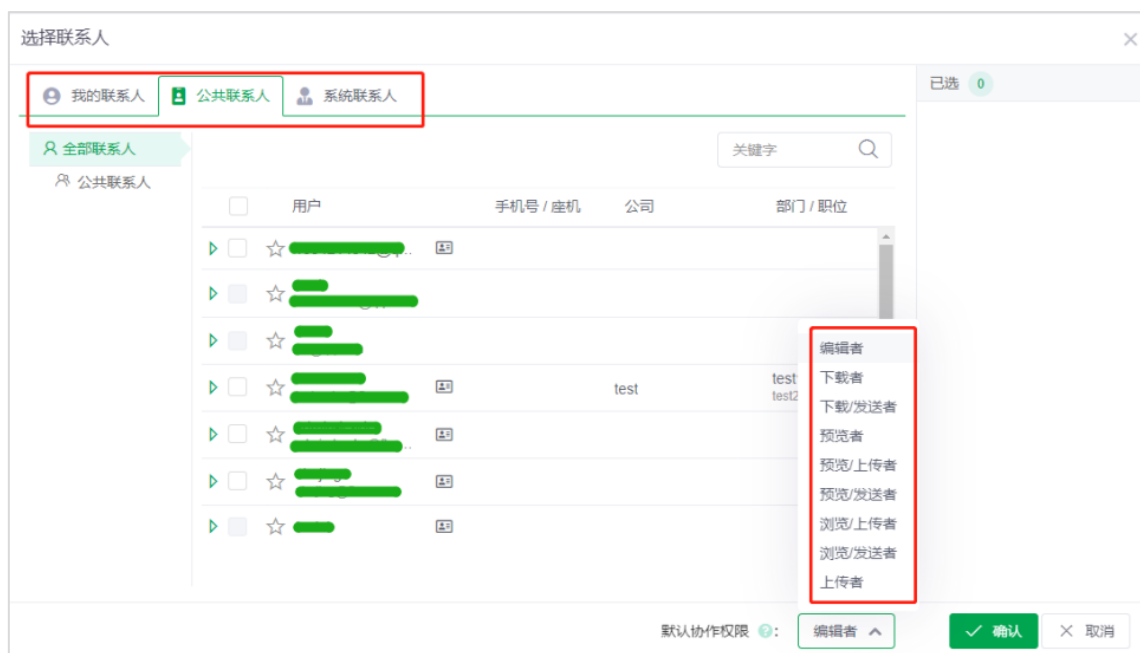 选择联系人
我的联系人 公共联系人 系统联系人
已选 0
全部联系人
公共联系人
关键字
用户 手机号 / 座机 公司 部门 / 职位
test test
test2
编辑者
下载者
下载/发送者
预览者
预览/上传者
预览/发送者
浏览/上传者
浏览/发送者
上传者
默认协作权限 : 编辑者 确认 取消